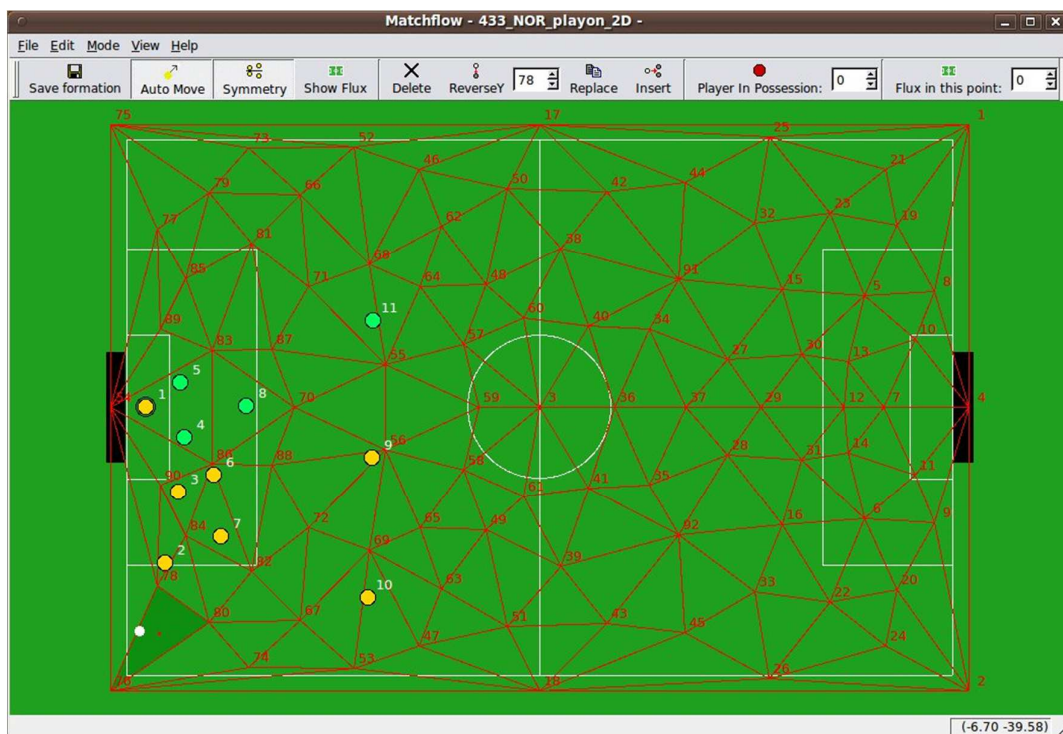 Matchflow - 433_NOR_playon_2D -
File Edit Mode View Help
Save formation Auto Move Symmetry Show Flux Delete ReverseY 78 Replace Insert Player In Possession: 0 Flux in this point: 0
75 17 1
25
73 52
46 21
79 66 50 42 44
77 62 32 23 19
81 38
85 71 68 64 48 91 15 5 8
11
89 60 40 34 10
83 87 57
55 27 30 13
5
54 1 8 70 59 3 36 37 29 12 7 4
4
9 56
86 6 88 28 31 14
90 3 58 35 11
61 41
84 7 72 65 49 92 16 6 9
2 69
78 82 39
10 63 33 20
80 67 51 43 45 22
47 24
74 53
76 18 26 2
(-6.70 -39.58)